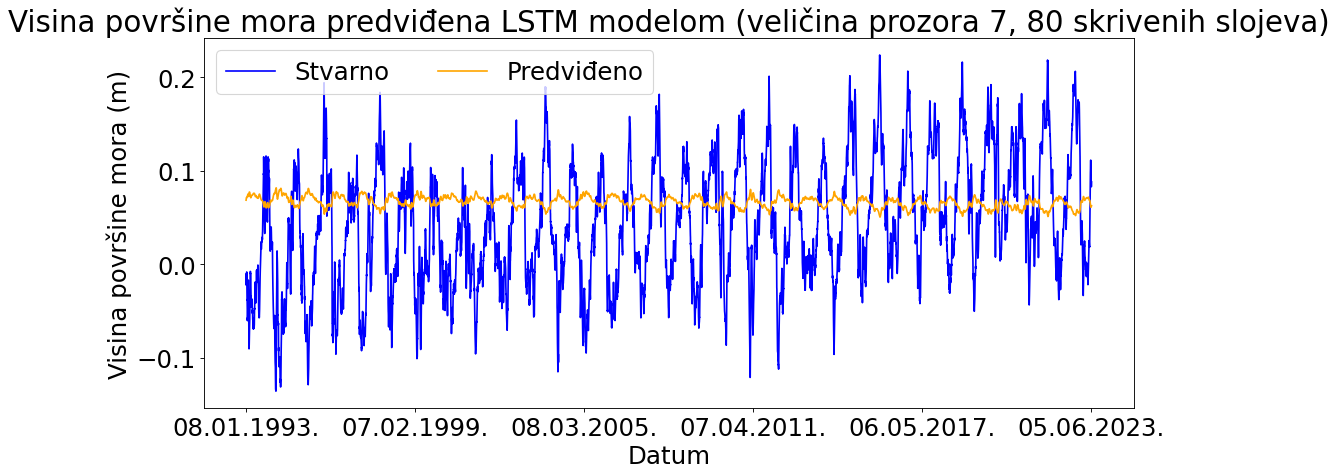 Visina površine mora predviđena LSTM modelom (veličina prozora 7, 80 skrivenih slojeva)
Stvarno Predviđeno
Visina površine mora (m)
0.2
0.1
0.0
−0.1
08.01.1993. 07.02.1999. 08.03.2005. 07.04.2011. 06.05.2017. 05.06.2023.
Datum